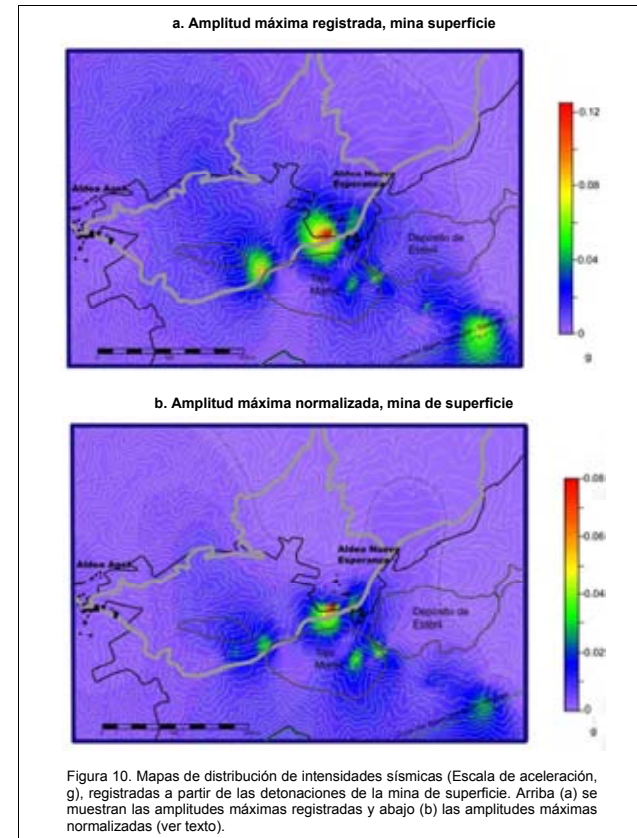 a. Amplitud máxima registrada, mina superficie
0.12
Aldea Nueva
Esperanza
Aldea Agel
0.08
Depósito de
Estéril
0.04
Tajo
0
g
b. Amplitud máxima normalizada, mina de superficie
0.08
0.06
Aldea Nueva
Esperanza
Aldea Agel
0.04
Depósito de
Estéril
0.02
Tajo
0
g
Figura 10. Mapas de distribución de intensidades sísmicas (Escala de aceleración,
g), registradas a partir de las detonaciones de la mina de superficie. Arriba (a) se
muestran las amplitudes máximas registradas y abajo (b) las amplitudes máximas
normalizadas (ver texto).